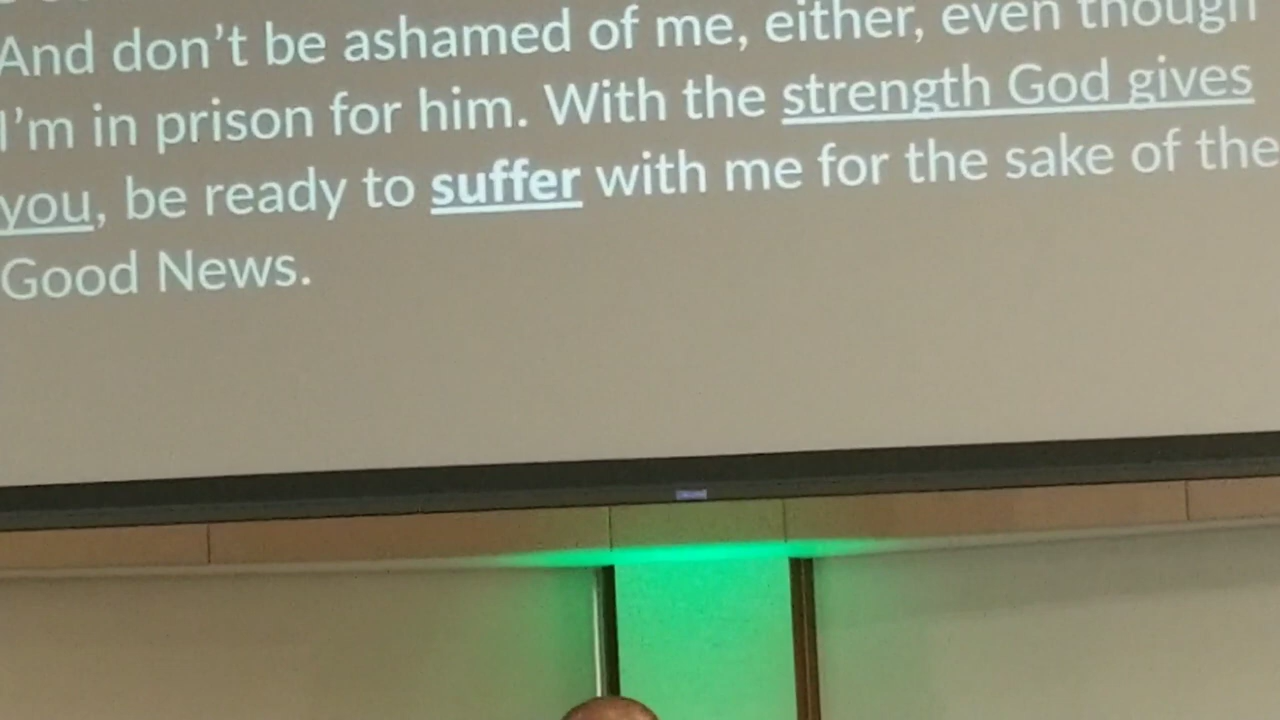 And don't be ashamed of me, either, even though
I'm in prison for him. With the strength God gives
you, be ready to suffer with me for the sake of the
Good News.